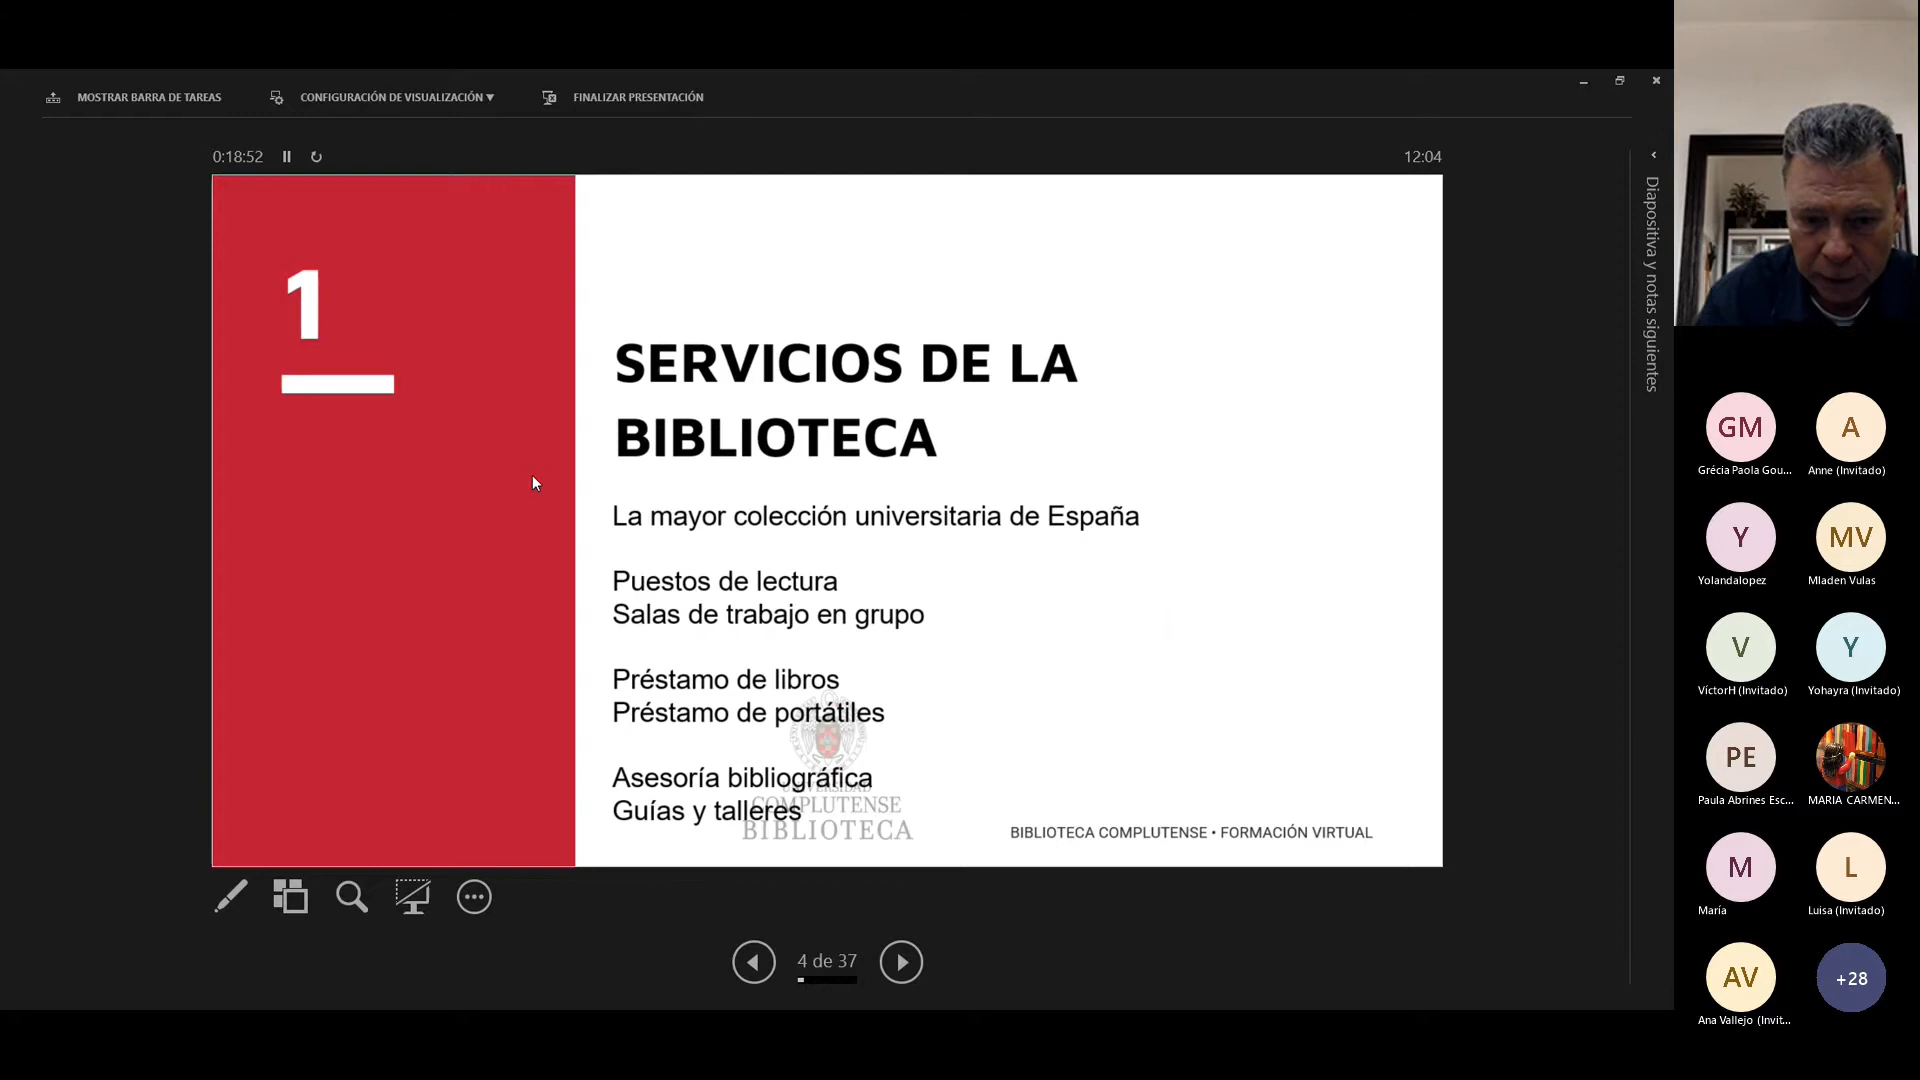 MOSTRAR BARRA DE TAREAS
CONFIGURACIÓN DE VISUALIZACIÓN ▼
FINALIZAR PRESENTACIÓN
0:18:52
12:04
1
SERVICIOS DE LA
BIBLIOTECA
La mayor colección universitaria de España
Puestos de lectura
Salas de trabajo en grupo
Préstamo de libros
Préstamo de portátiles
Asesoría bibliográfica
Guías y talleres
UNIVERSIDAD
COMPLUTENSE
BIBLIOTECA
BIBLIOTECA COMPLUTENSE • FORMACIÓN VIRTUAL
4 de 37
Diapositiva y notas siguientes
GM
Grécia Paola Gou...
A
Anne (Invitado)
Y
Yolandalopez
MV
Mladen Vulas
V
VíctorH (Invitado)
Y
Yohayra (Invitado)
PE
Paula Abrines Esc...
MARIA CARMEN...
M
María
L
Luisa (Invitado)
AV
Ana Vallejo (Invit...
+28